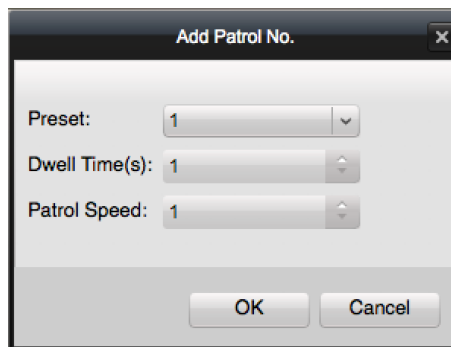 Add Patrol No.
Preset: 1
Dwell Time(s): 1
Patrol Speed: 1
OK Cancel